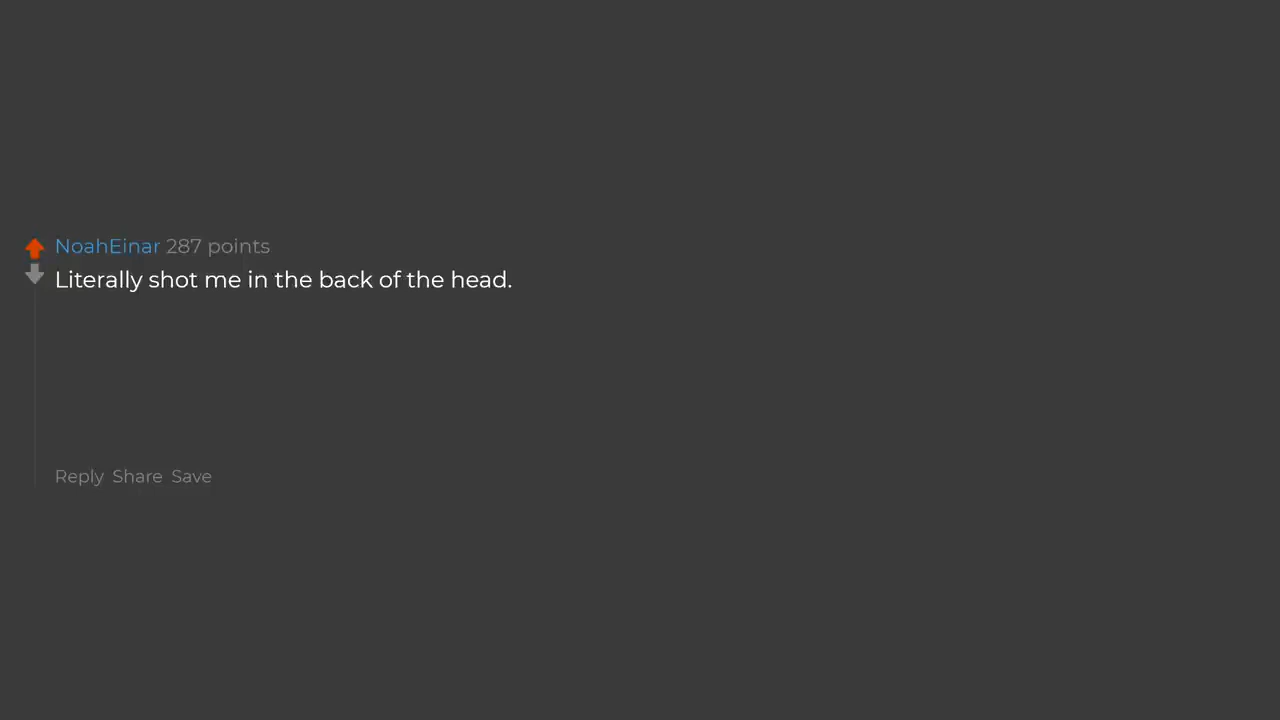 NoahEinar 287 points
Literally shot me in the back of the head.
Reply Share Save